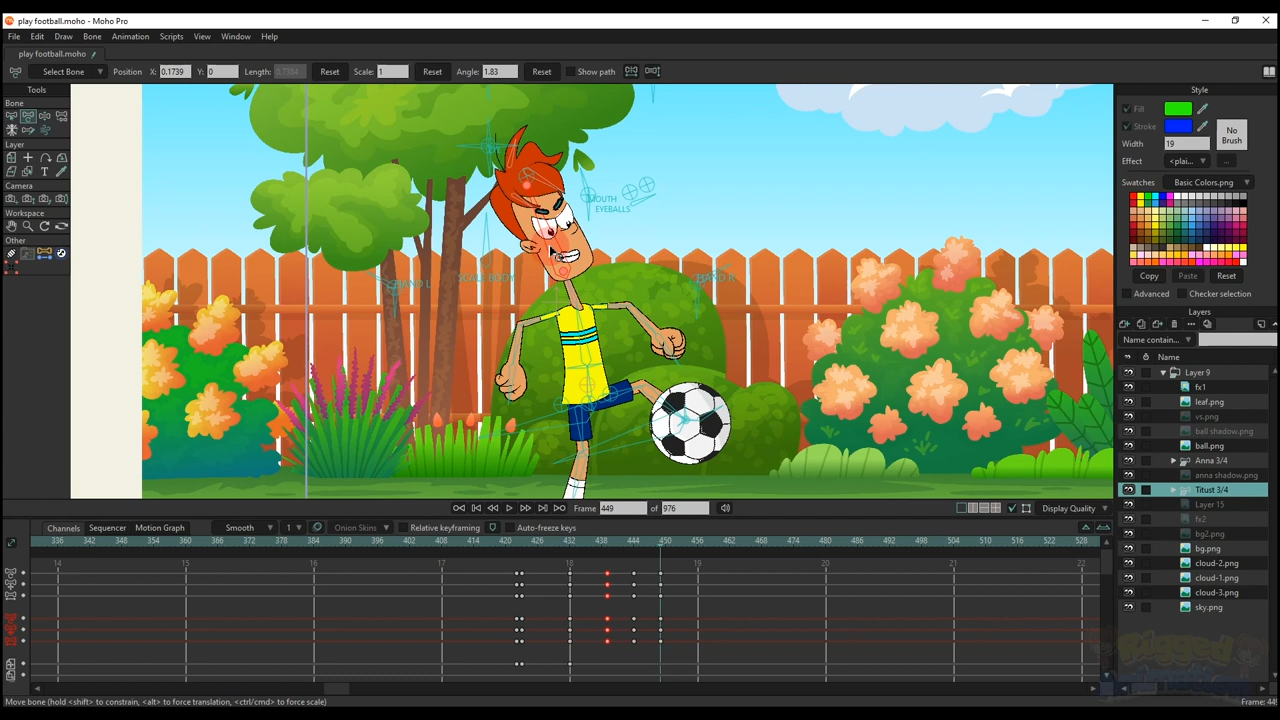 play football.moho - Moho Pro
File Edit Draw Bone Animation Scripts View Window Help
play football.moho
Select Bone Position X: 0.1739 Y: 0 Length: Reset Scale: 1 Reset Angle: 1.83 Reset Show path
Tools
Bone
Layer
Camera
Workspace
Other
MOUTH
EYEBALLS
SCALE BODY
HAND L
HAND R
Style
Fill
Stroke
No
Brush
Width 19
Effect <plai... ...
Swatches Basic Colors.png
Copy Paste Reset
Advanced Checker selection
Layers
Name contain...
Name
Layer 9
fx1
leaf.png
vs.png
ball shadow.png
ball.png
Anna 3/4
anna shadow.png
Titust 3/4
Layer 15
fx2
bg2.png
bg.png
cloud-2.png
cloud-1.png
cloud-3.png
sky.png
Frame 449 of 976 Display Quality
Channels Sequencer Motion Graph Smooth 1 Onion Skins Relative keyframing Auto-freeze keys
336 342 348 354 360 366 372 378 384 390 396 402 408 414 420 426 432 438 444 450 456 462 468 474 480 486 492 498 504 510 516 522 528
14 15 16 17 18 19 20 21 22
Move bone (hold <shift> to constrain, <alt> to force translation, <ctrl/cmd> to force scale)
Rigged